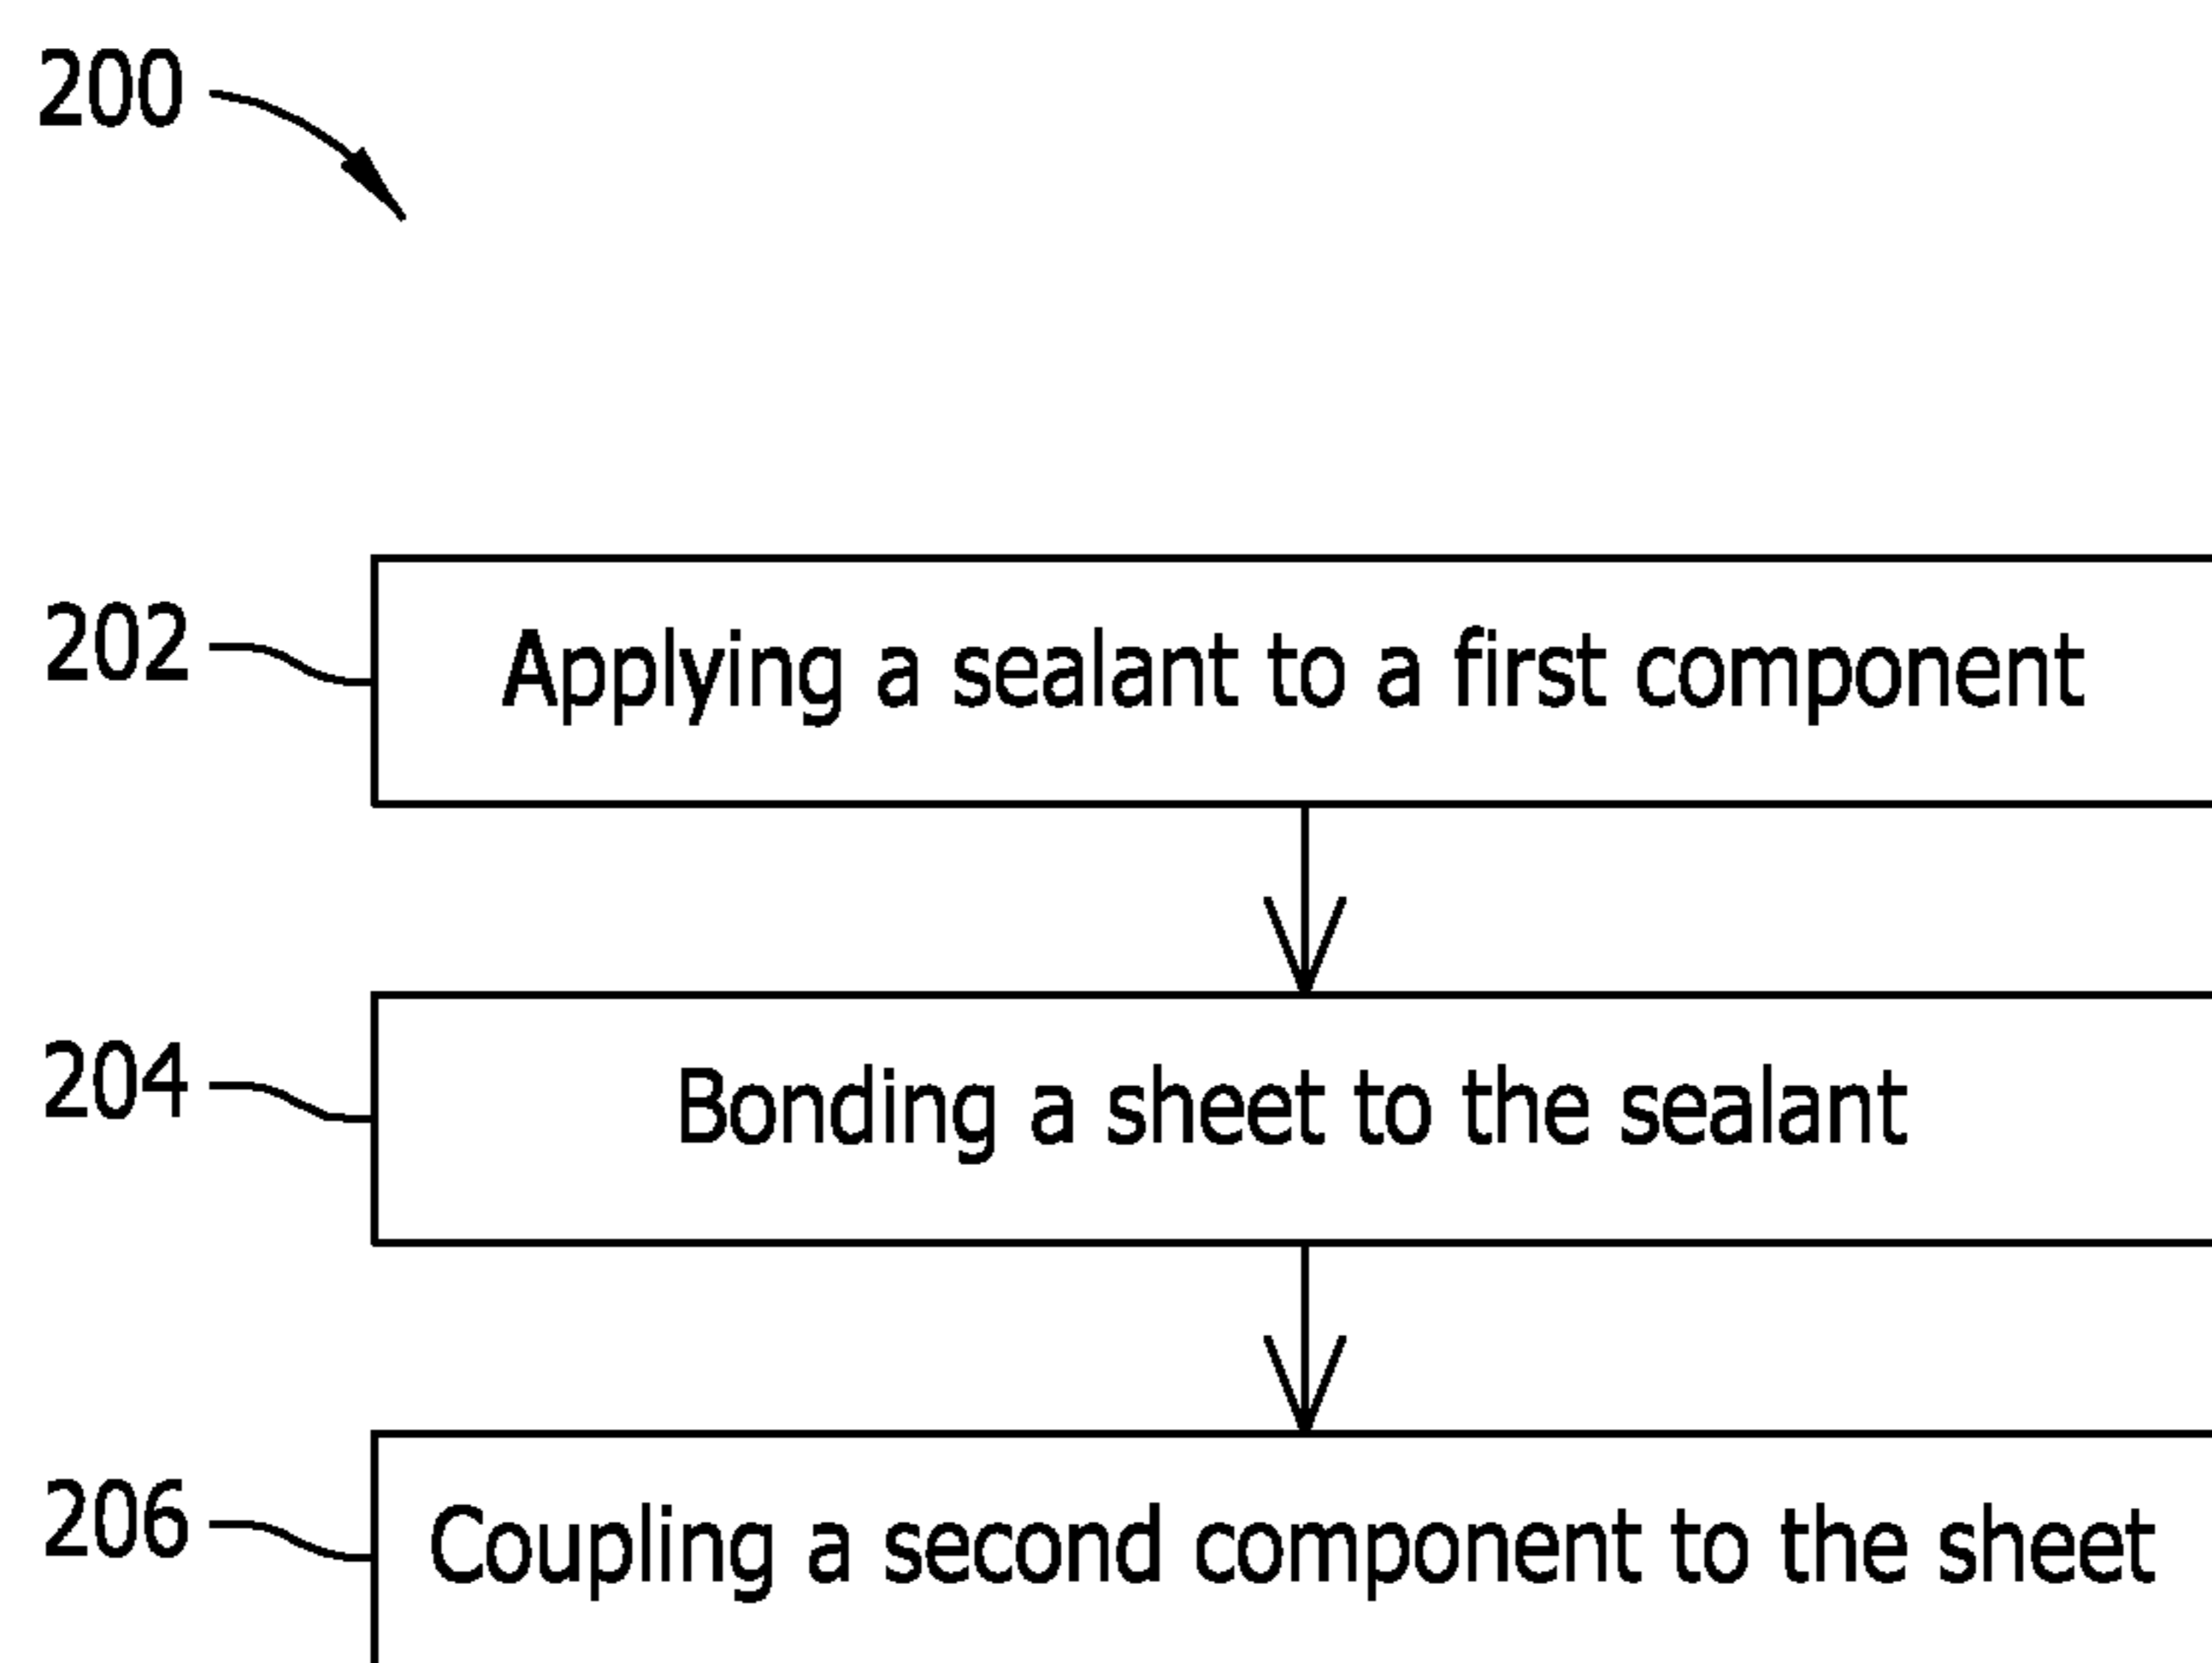 200
202 Applying a sealant to a first component
204 Bonding a sheet to the sealant
206 Coupling a second component to the sheet